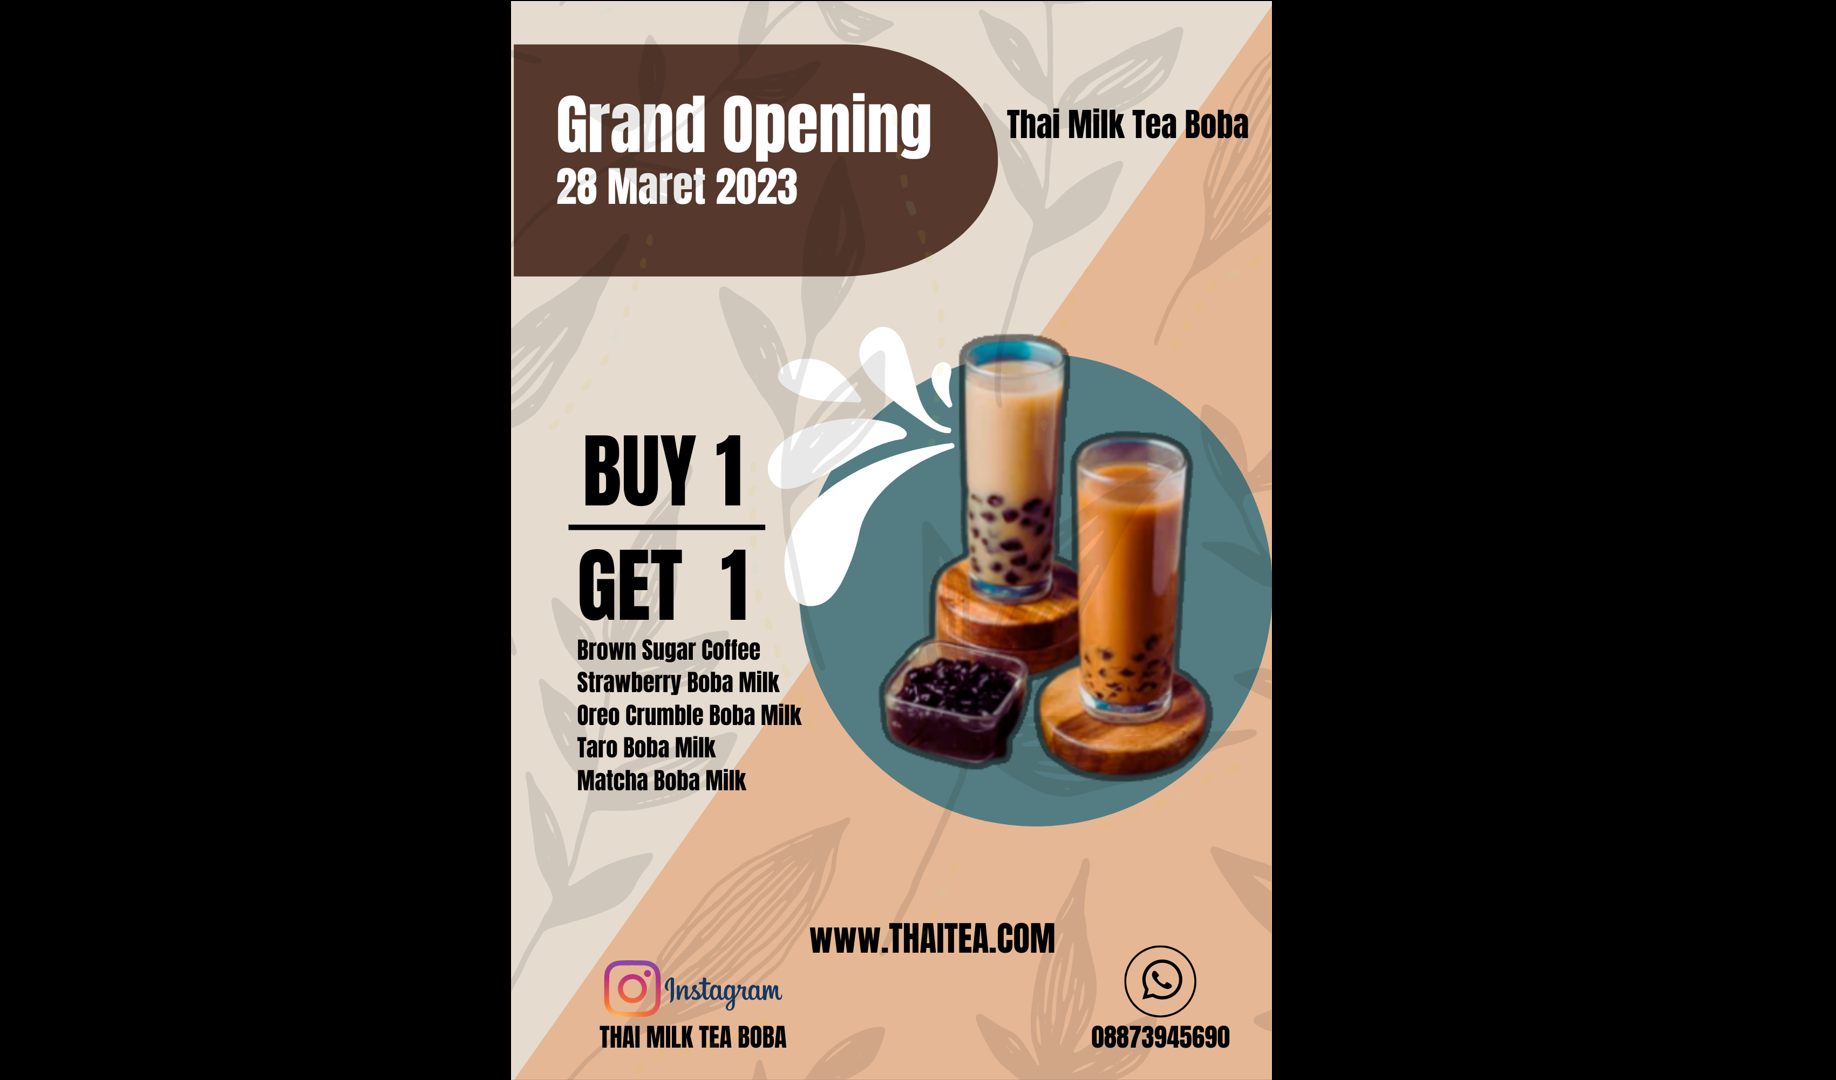 Grand Opening
28 Maret 2023
Thai Milk Tea Boba
BUY 1
GET 1
Brown Sugar Coffee
Strawberry Boba Milk
Oreo Crumble Boba Milk
Taro Boba Milk
Matcha Boba Milk
www.THAITEA.COM
Instagram
THAI MILK TEA BOBA
08873945690